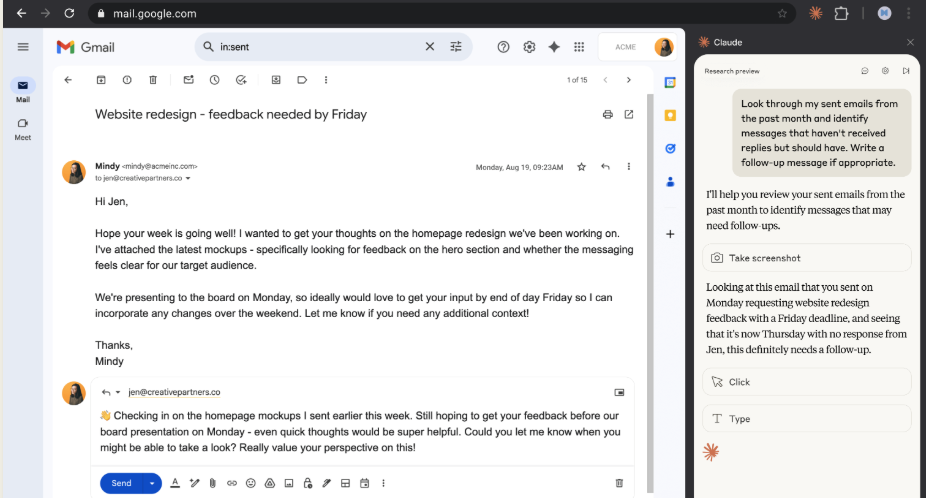 mail.google.com
Gmail
in:sent
ACME
Mail
Meet
1 of 15
Website redesign - feedback needed by Friday
Mindy <mindy@acmeinc.com>
to jen@creativepartners.co
Monday, Aug 19, 09:23AM
Hi Jen,
Hope your week is going well! I wanted to get your thoughts on the homepage redesign we've been working on.
I've attached the latest mockups - specifically looking for feedback on the hero section and whether the messaging
feels clear for our target audience.
We're presenting to the board on Monday, so ideally would love to get your input by end of day Friday so I can
incorporate any changes over the weekend. Let me know if you need any additional context!
Thanks,
Mindy
jen@creativepartners.co
👋 Checking in on the homepage mockups I sent earlier this week. Still hoping to get your feedback before our
board presentation on Monday - even quick thoughts would be super helpful. Could you let me know when you
might be able to take a look? Really value your perspective on this!
Send
Claude
Research preview
Look through my sent emails from
the past month and identify
messages that haven't received
replies but should have. Write a
follow-up message if appropriate.
I'll help you review your sent emails from the
past month to identify messages that may
need follow-ups.
Take screenshot
Looking at this email that you sent on
Monday requesting website redesign
feedback with a Friday deadline, and seeing
that it's now Thursday with no response from
Jen, this definitely needs a follow-up.
Click
Type